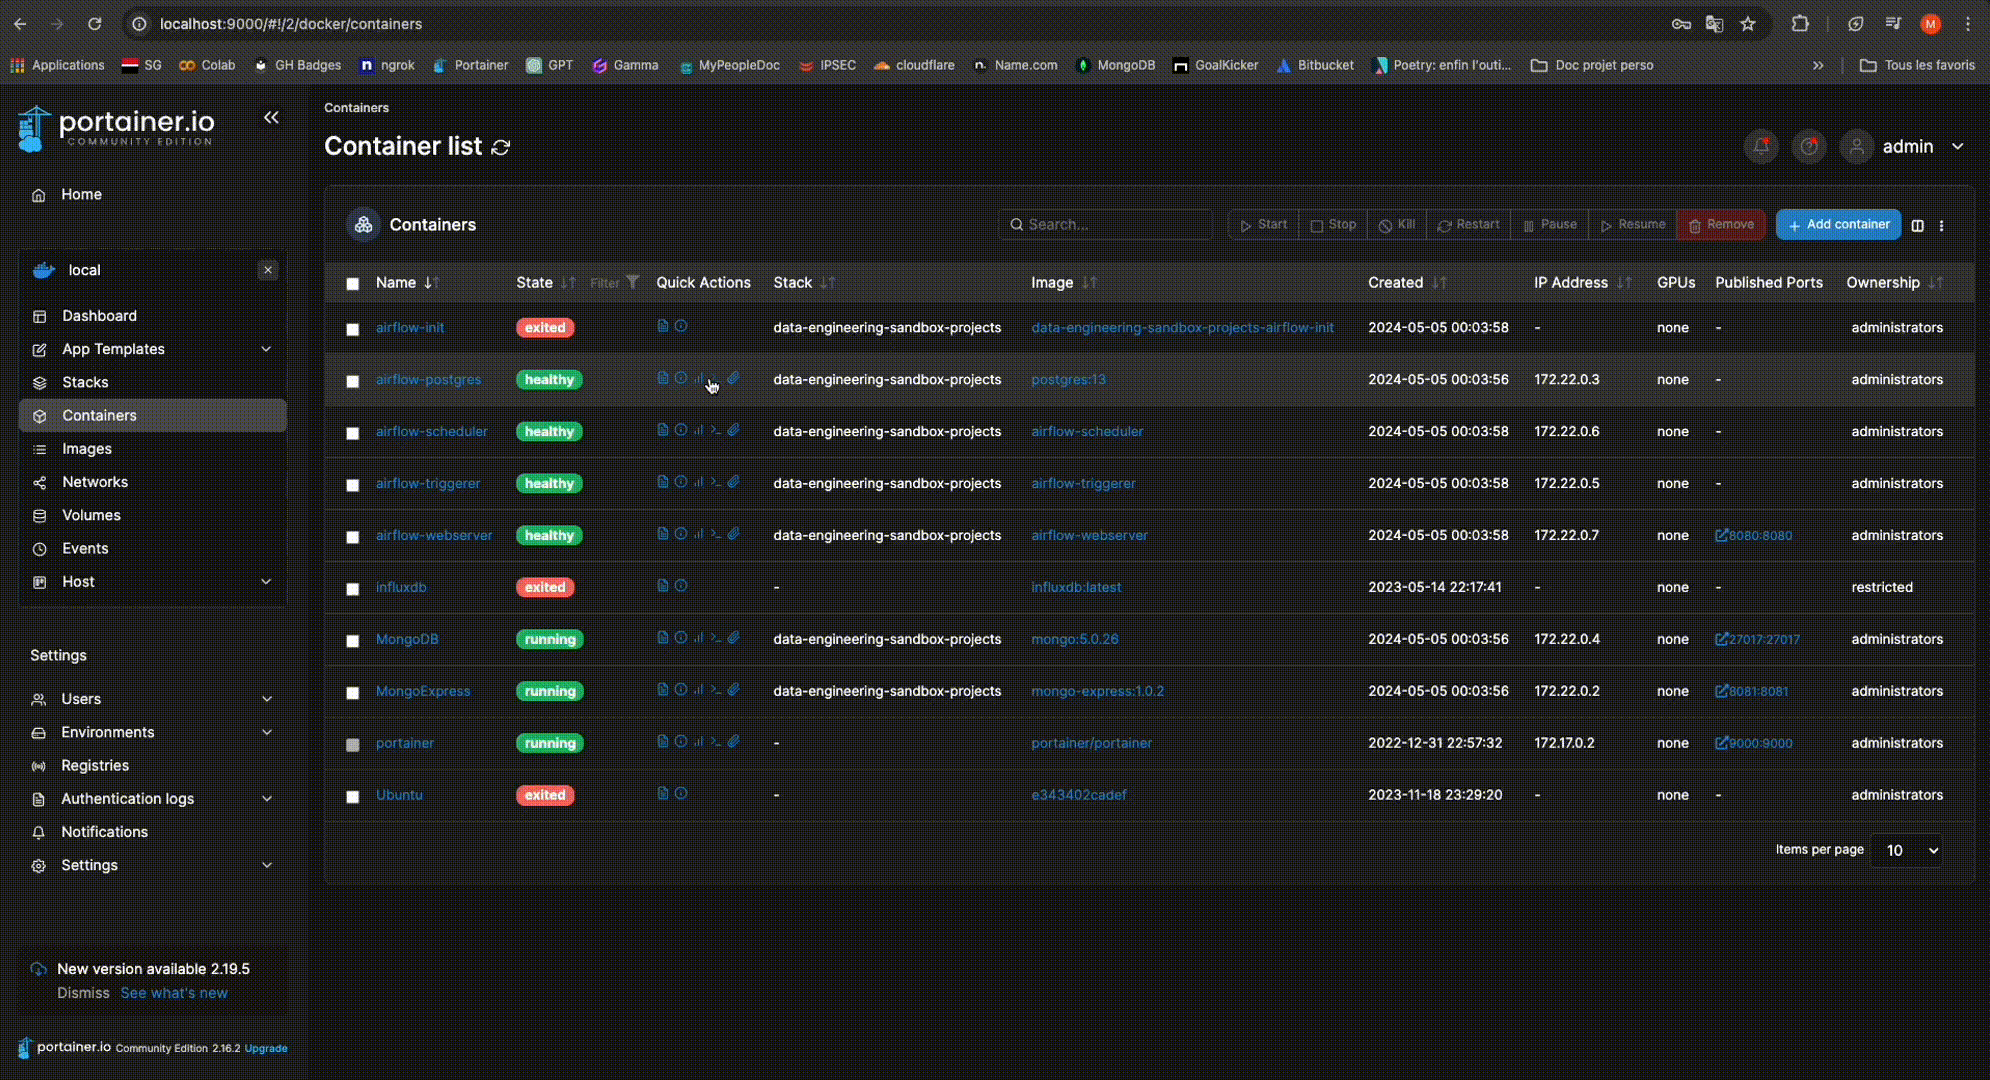 localhost:9000/#!/2/docker/containers
M
Applications SG Colab GH Badges n ngrok Portainer GPT Gamma MyPeopleDoc IPSEC cloudflare n. Name.com MongoDB GoalKicker Bitbucket Poetry: enfin l'outi... Doc projet perso » Tous les favoris
portainer.io
COMMUNITY EDITION
Home
local
Dashboard
App Templates
Stacks
Containers
Images
Networks
Volumes
Events
Host
Settings
Users
Environments
Registries
Authentication logs
Notifications
Settings
New version available 2.19.5
Dismiss See what's new
portainer.io Community Edition 2.16.2 Upgrade
Containers
Container list
admin
Containers Search... Start Stop Kill Restart Pause Resume Remove + Add container
Name State Filter Quick Actions Stack Image Created IP Address GPUs Published Ports Ownership
airflow-init exited data-engineering-sandbox-projects data-engineering-sandbox-projects-airflow-init 2024-05-05 00:03:58 - none - administrators
airflow-postgres healthy data-engineering-sandbox-projects postgres:13 2024-05-05 00:03:56 172.22.0.3 none - administrators
airflow-scheduler healthy data-engineering-sandbox-projects airflow-scheduler 2024-05-05 00:03:58 172.22.0.6 none - administrators
airflow-triggerer healthy data-engineering-sandbox-projects airflow-triggerer 2024-05-05 00:03:58 172.22.0.5 none - administrators
airflow-webserver healthy data-engineering-sandbox-projects airflow-webserver 2024-05-05 00:03:58 172.22.0.7 none 8080:8080 administrators
influxdb exited - influxdb:latest 2023-05-14 22:17:41 - none - restricted
MongoDB running data-engineering-sandbox-projects mongo:5.0.26 2024-05-05 00:03:56 172.22.0.4 none 27017:27017 administrators
MongoExpress running data-engineering-sandbox-projects mongo-express:1.0.2 2024-05-05 00:03:56 172.22.0.2 none 8081:8081 administrators
portainer running - portainer/portainer 2022-12-31 22:57:32 172.17.0.2 none 9000:9000 administrators
Ubuntu exited - e343402cadef 2023-11-18 23:29:20 - none - administrators
Items per page 10